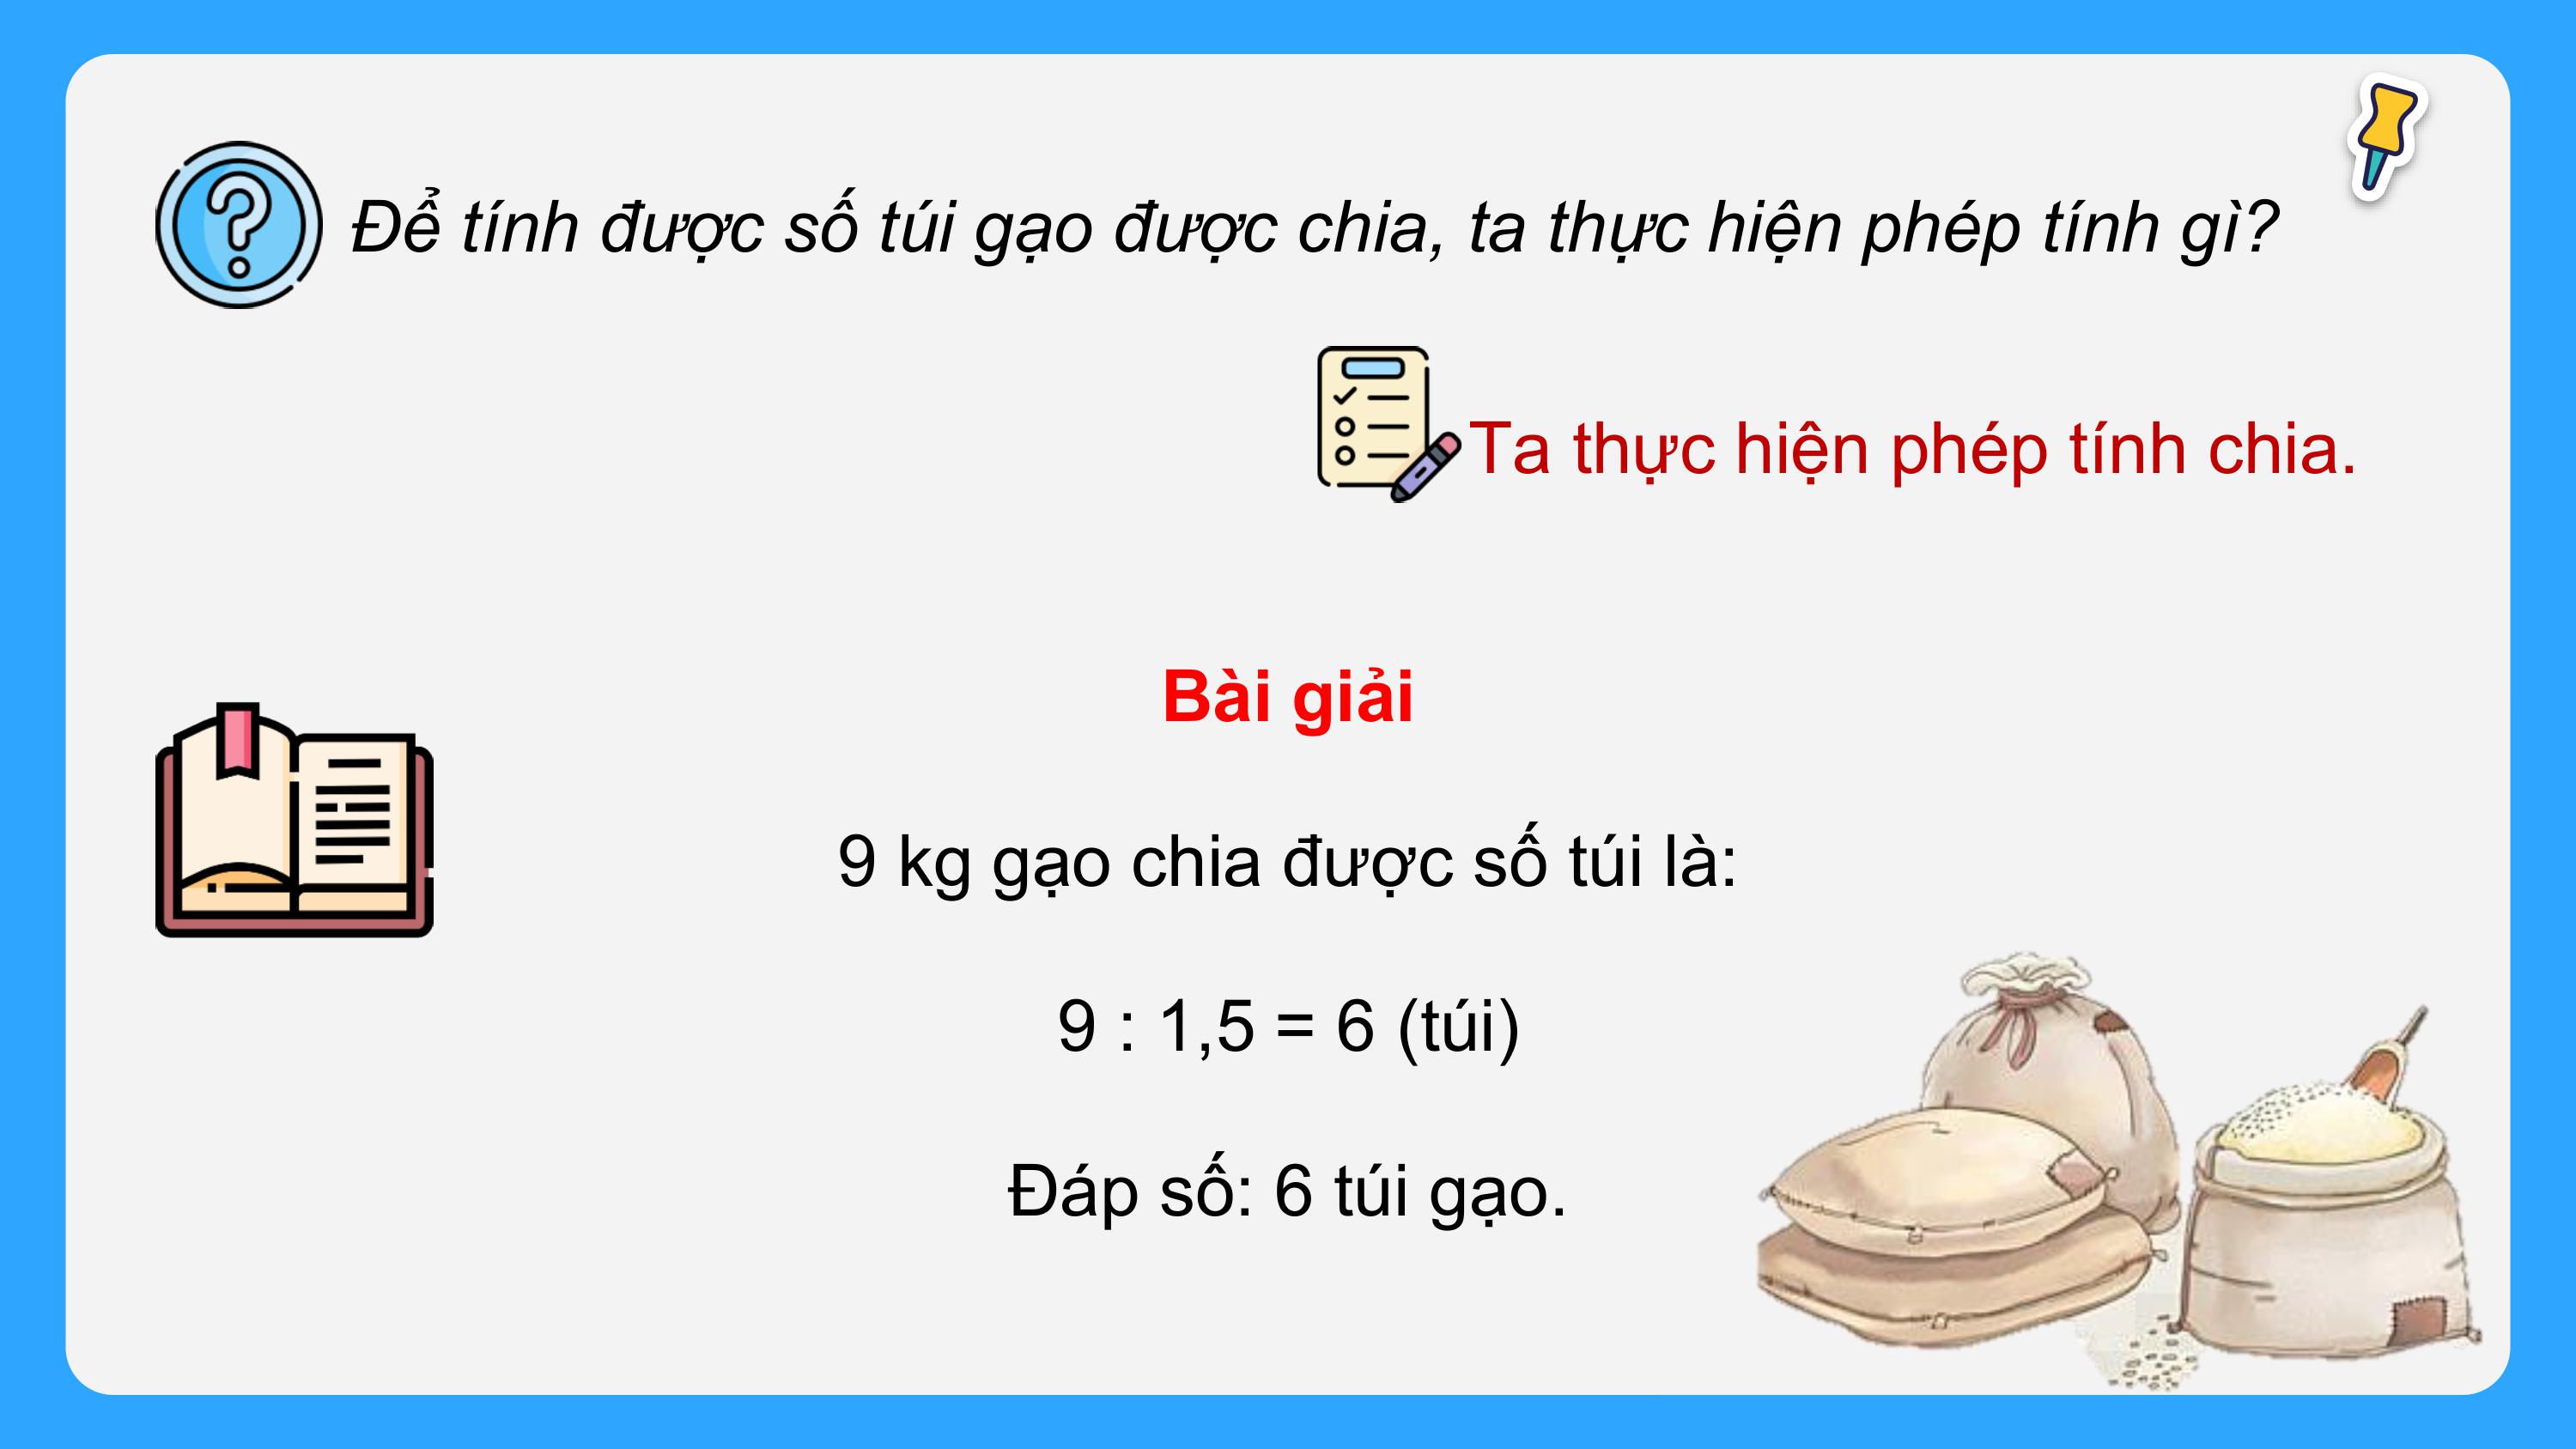 Để tính được số túi gạo được chia, ta thực hiện phép tính gì?
Ta thực hiện phép tính chia.
Bài giải
9 kg gạo chia được số túi là:
9 : 1,5 = 6 (túi)
Đáp số: 6 túi gạo.